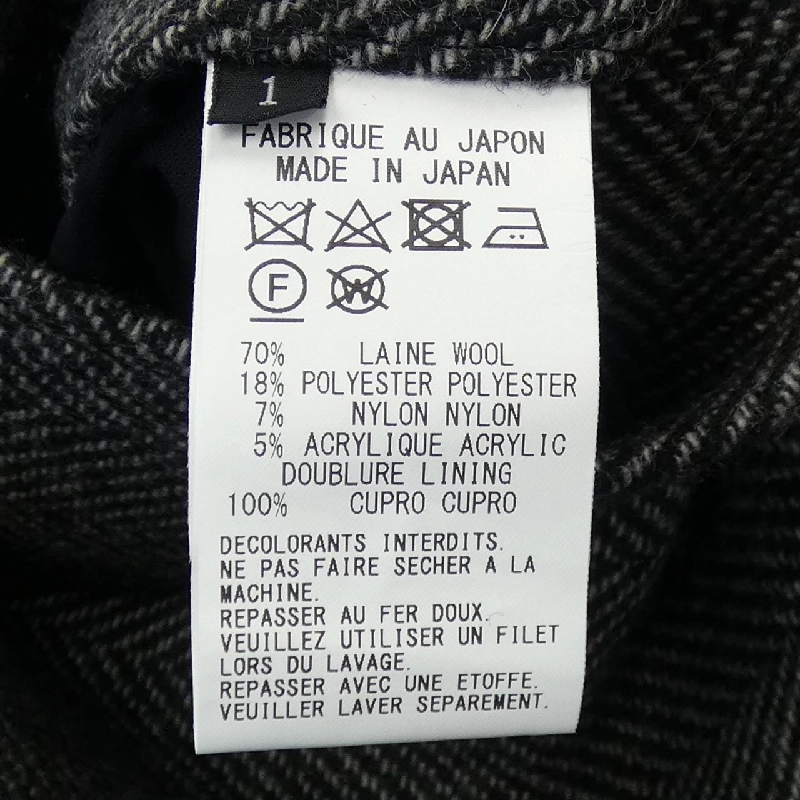 1
FABRIQUE AU JAPON
MADE IN JAPAN
F W
70% LAINE WOOL
18% POLYESTER POLYESTER
7% NYLON NYLON
5% ACRYLIQUE ACRYLIC
DOUBLURE LINING
100% CUPRO CUPRO
DECOLORANTS INTERDITS.
NE PAS FAIRE SECHER A LA
MACHINE.
REPASSER AU FER DOUX.
VEUILLEZ UTILISER UN FILET
LORS DU LAVAGE.
REPASSER AVEC UNE ETOFFE.
VEUILLER LAVER SEPAREMENT.